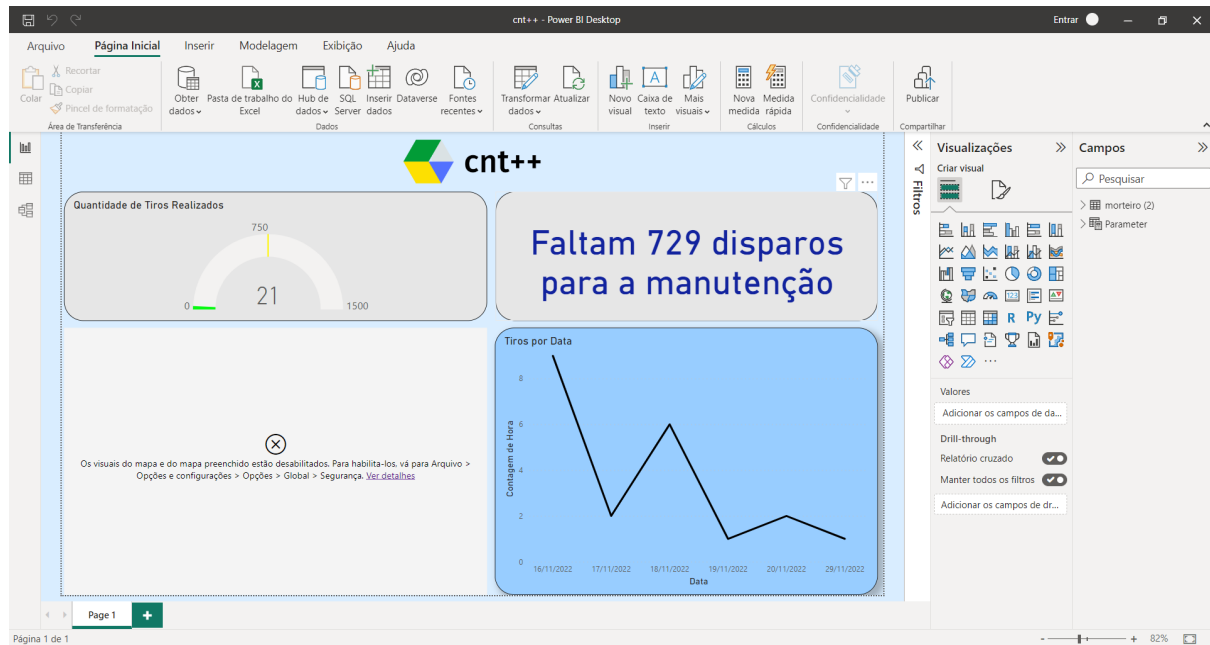 cnt++ - Power BI Desktop
Entrar
Arquivo
Página Inicial
Inserir
Modelagem
Exibição
Ajuda
Colar
Recortar
Copiar
Pincel de formatação
Área de Transferência
Obter
dados
Pasta de trabalho do
Excel
Hub de
dados
SQL
Server
Inserir
dados
Dataverse
Fontes
recentes
Dados
Transformar
dados
Atualizar
Consultas
Novo
visual
Caixa de
texto
A
Mais
visuais
Inserir
Nova
medida
Medida
rápida
Cálculos
Confidencialidade
Confidencialidade
Publicar
Compartilhar
cnt++
Quantidade de Tiros Realizados
750
21
0
1500
Faltam 729 disparos
para a manutenção
Os visuais do mapa e do mapa preenchido estão desabilitados. Para habilita-los, vá para Arquivo >
Opções e configurações > Opções > Global > Segurança. Ver detalhes
Tiros por Data
8
6
4
2
0
Contagem de Hora
16/11/2022
17/11/2022
18/11/2022
19/11/2022
20/11/2022
29/11/2022
Data
Filtros
Visualizações
Criar visual
123
R
Py
Valores
Adicionar os campos de da...
Drill-through
Relatório cruzado
Manter todos os filtros
Adicionar os campos de dr...
Campos
Pesquisar
morteiro (2)
Parameter
Page 1
Página 1 de 1
82%